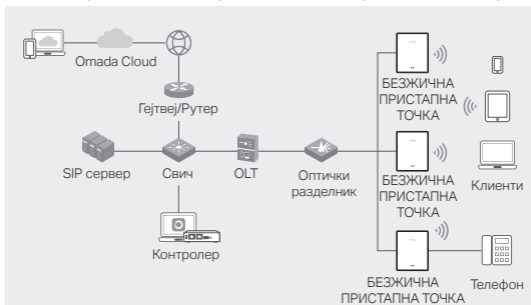 Omada Cloud
Гејтвеј/Рутер
SIP сервер
Свич
OLT
Оптички
разделник
Контролер
БЕЗЖИЧНА
ПРИСТАПНА
ТОЧКА
БЕЗЖИЧНА
ПРИСТАПНА
ТОЧКА
Клиенти
БЕЗЖИЧНА
ПРИСТАПНА ТОЧКА
Телефон